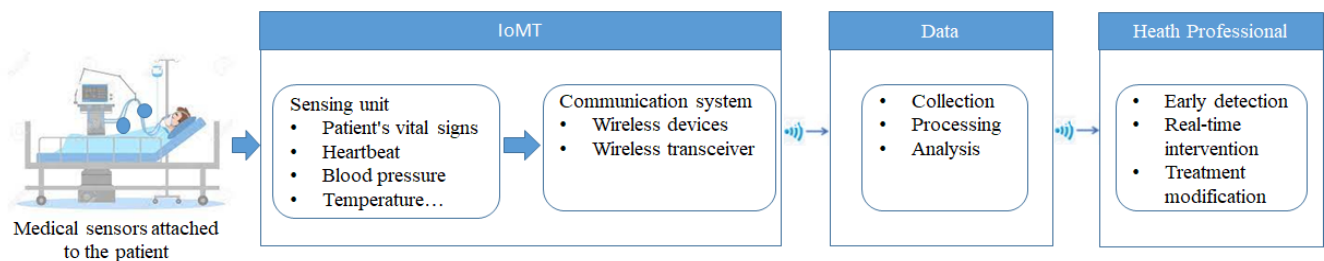 IoMT
Data
Heath Professional
Sensing unit
• Patient's vital signs
• Heartbeat
• Blood pressure
• Temperature…
Communication system
• Wireless devices
• Wireless transceiver
• Collection
• Processing
• Analysis
• Early detection
• Real-time
intervention
• Treatment
modification
Medical sensors attached
to the patient